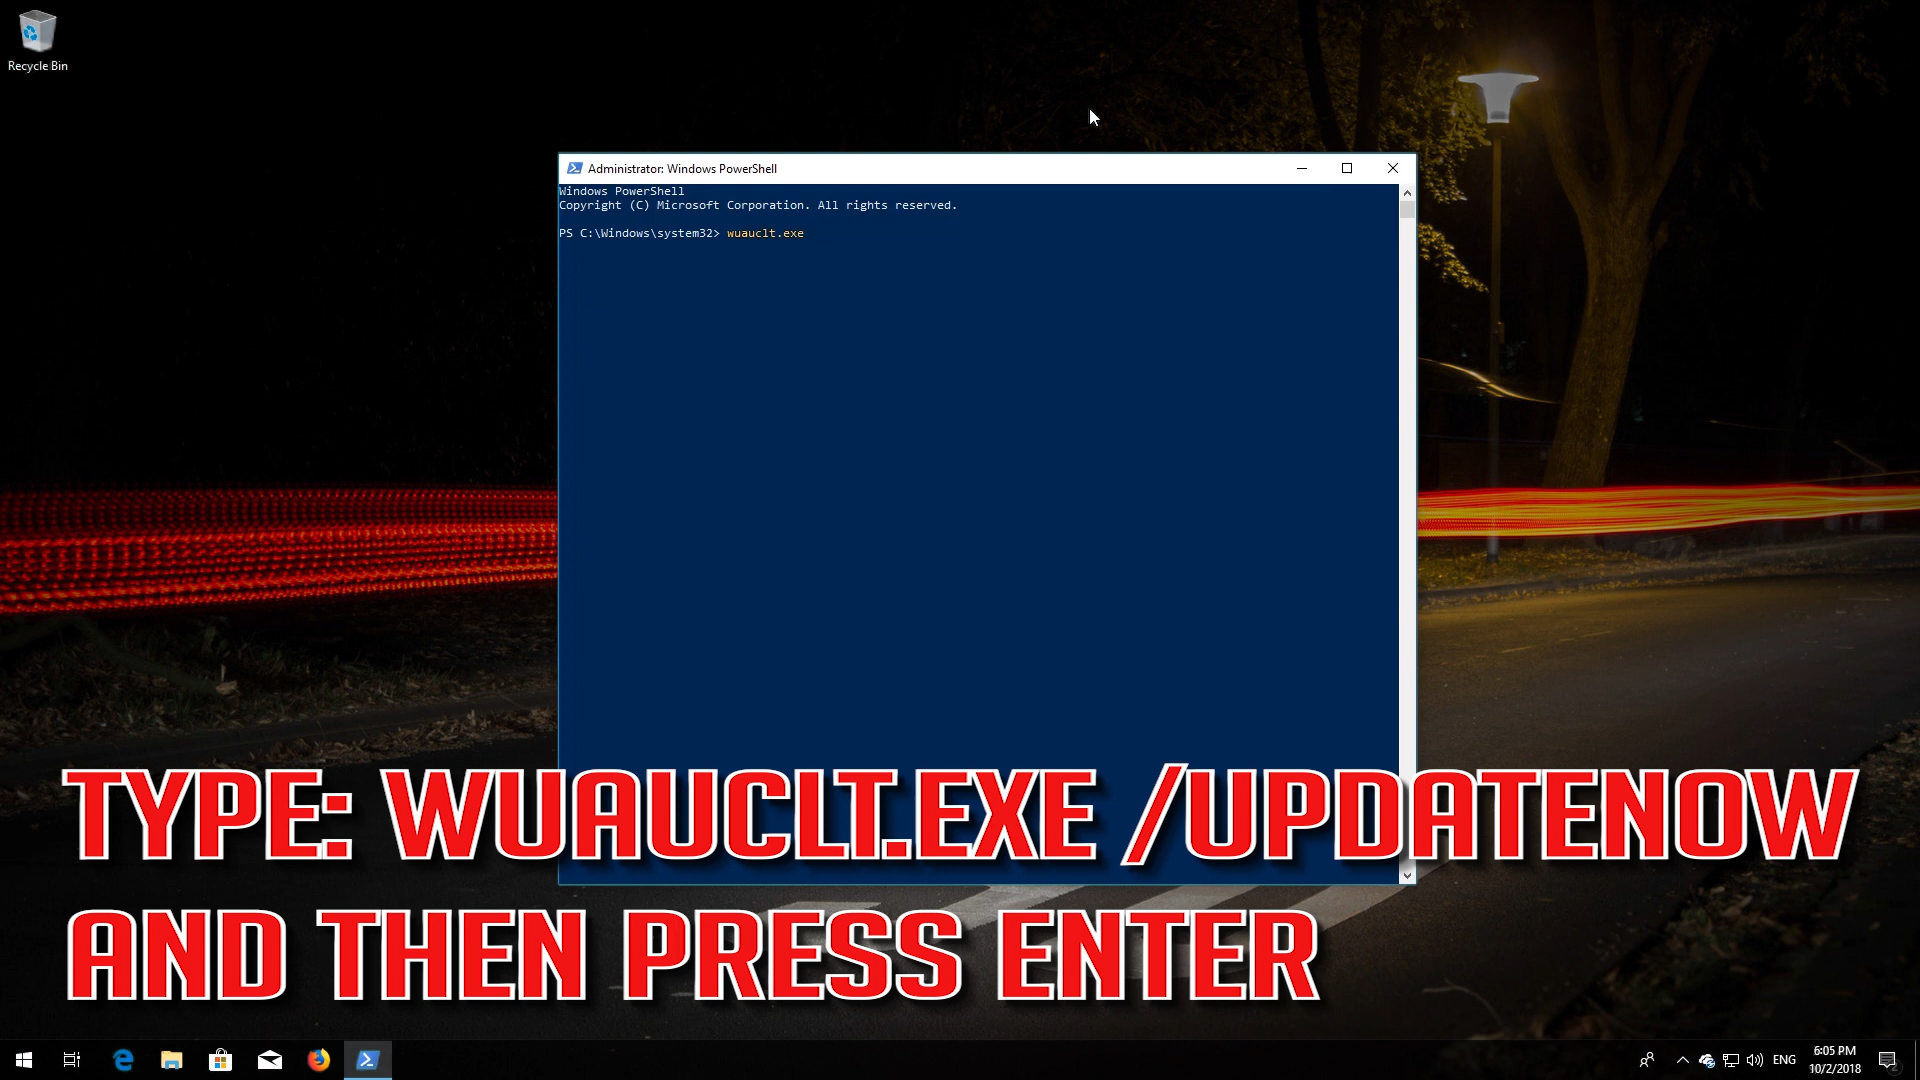 Recycle Bin
Administrator: Windows PowerShell
Windows PowerShell
Copyright (C) Microsoft Corporation. All rights reserved.
PS C:\Windows\system32> wuauclt.exe
TYPE: WUAUCLT.EXE /UPDATENOW
AND THEN PRESS ENTER
ENG
6:05 PM
10/2/2018
2